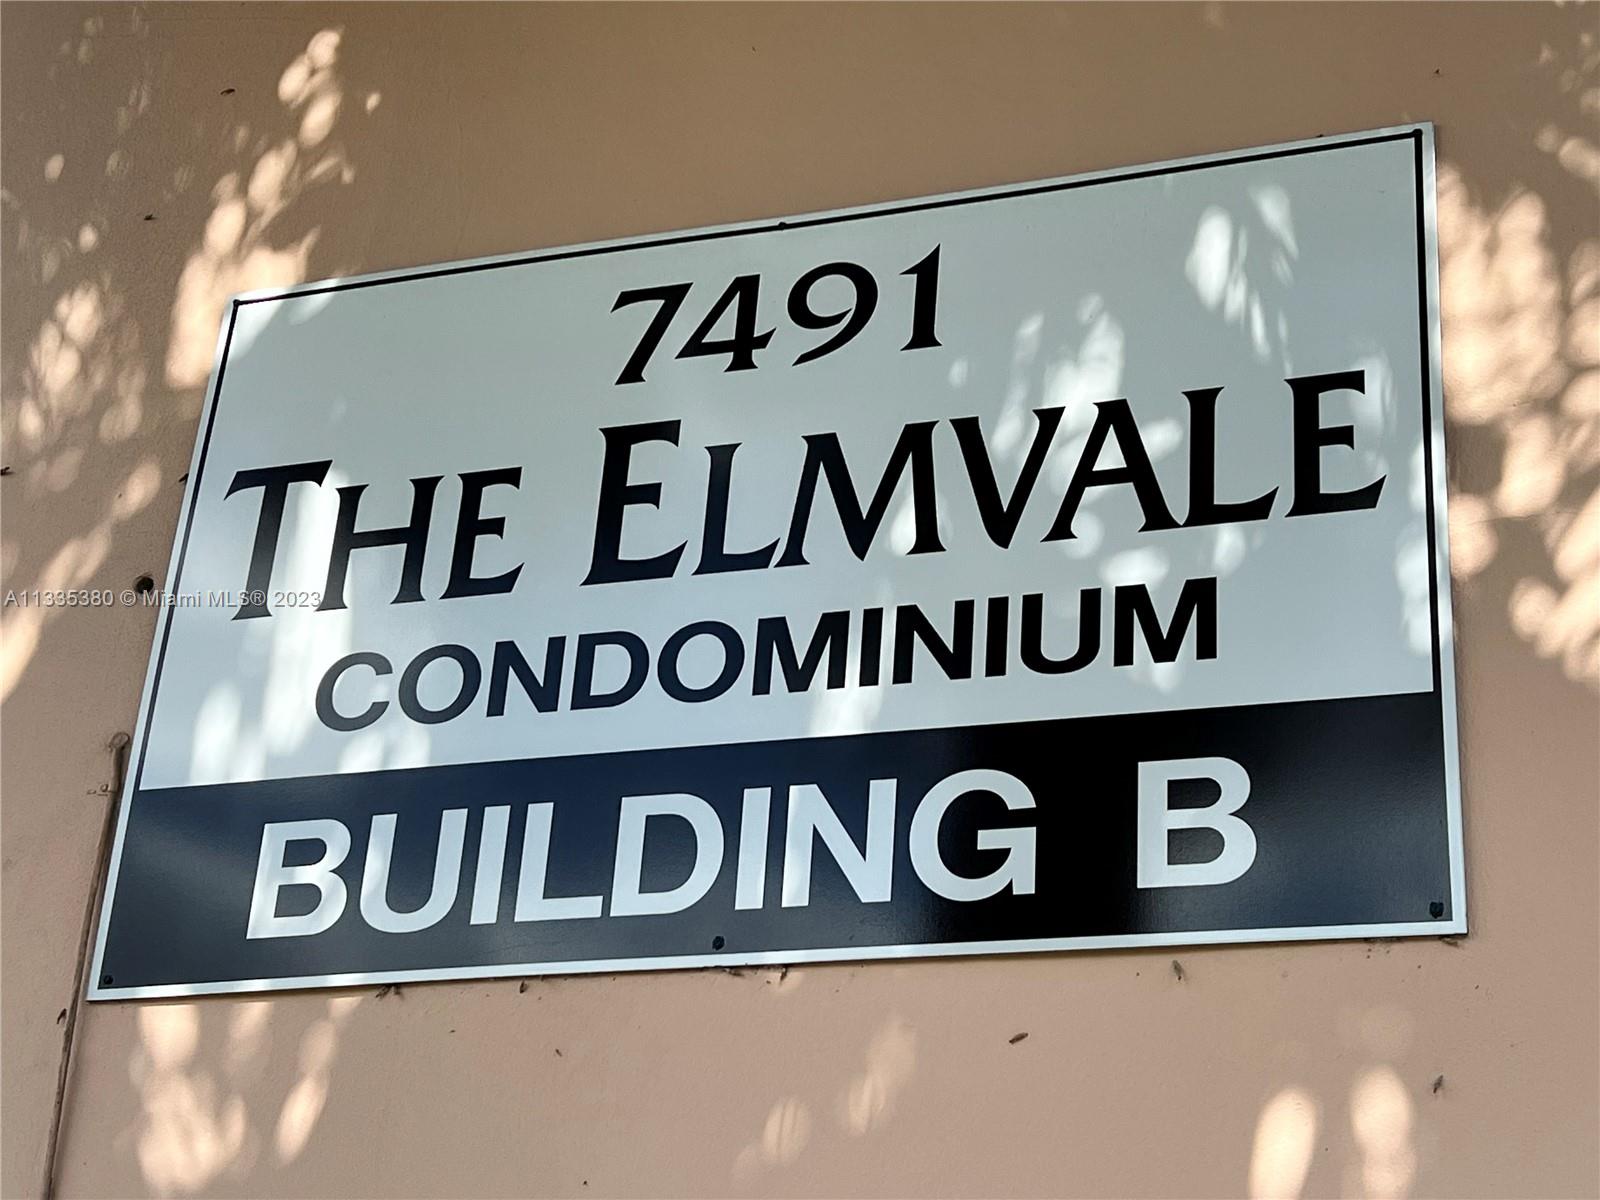 7491
THE ELMVALE
CONDOMINIUM
BUILDING B
A11335380 © Miami MLS® 2023